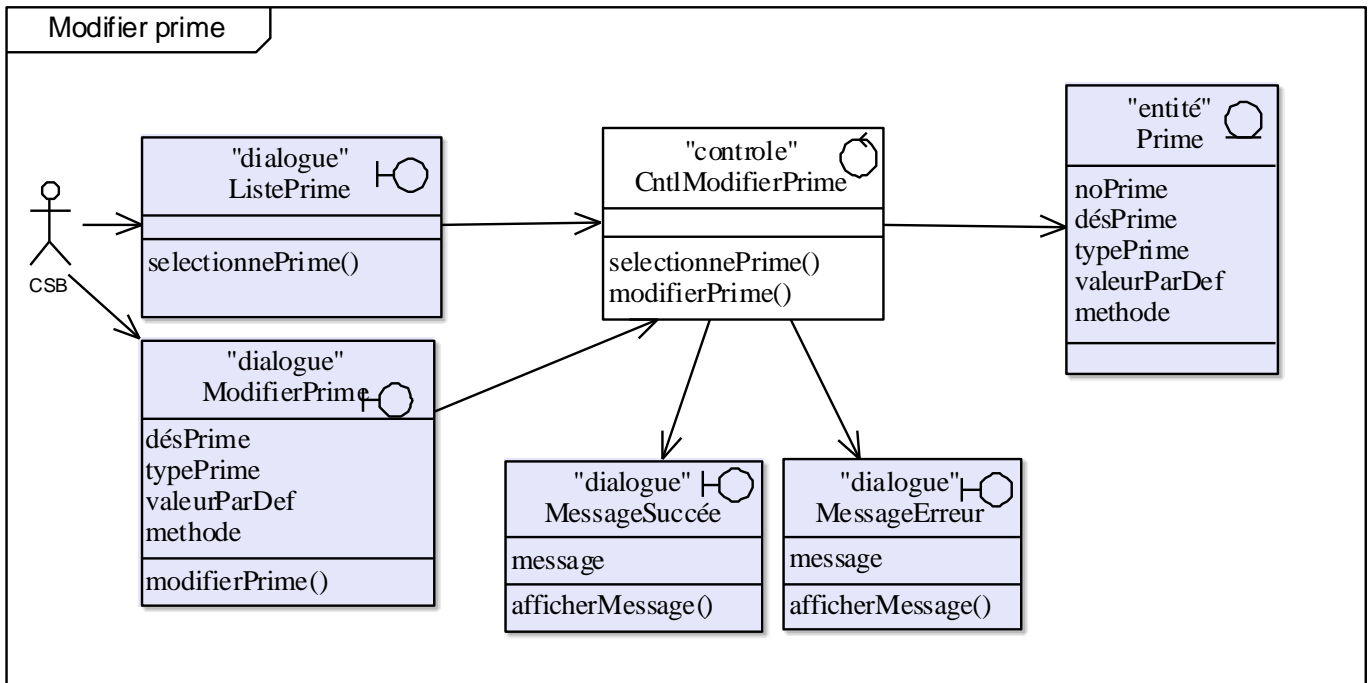 Modifier prime
"entité"
Prime
noPrime
désPrime
typePrime
valeurParDef
methode
"dialogue"
ListePrime
selectionnePrime()
"controle"
CntlModifierPrime
selectionnePrime()
modifierPrime()
CSB
"dialogue"
ModifierPrime
désPrime
typePrime
valeurParDef
methode
modifierPrime()
"dialogue"
MessageSuccée
message
afficherMessage()
"dialogue"
MessageErreur
message
afficherMessage()